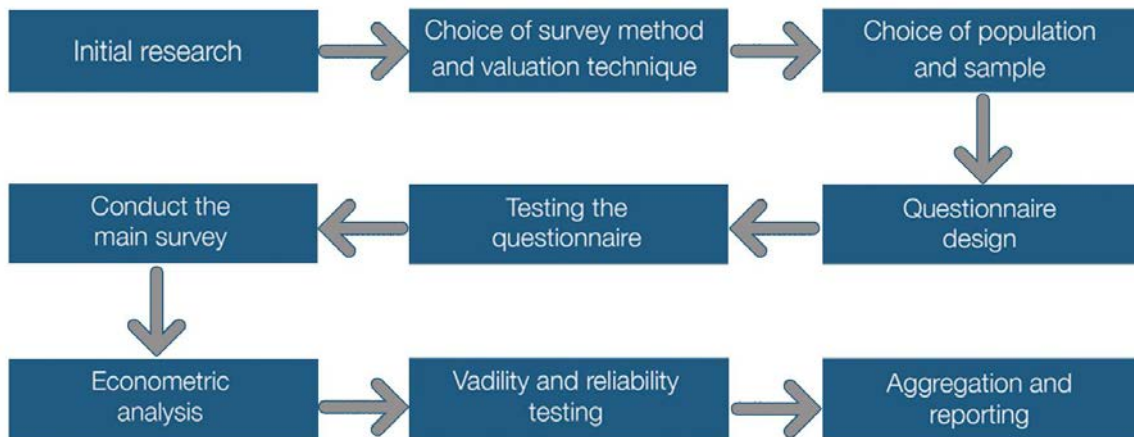 Initial research
Choice of survey method
and valuation technique
Choice of population
and sample
Questionnaire
design
Testing the
questionnaire
Conduct the
main survey
Econometric
analysis
Vadility and reliability
testing
Aggregation and
reporting